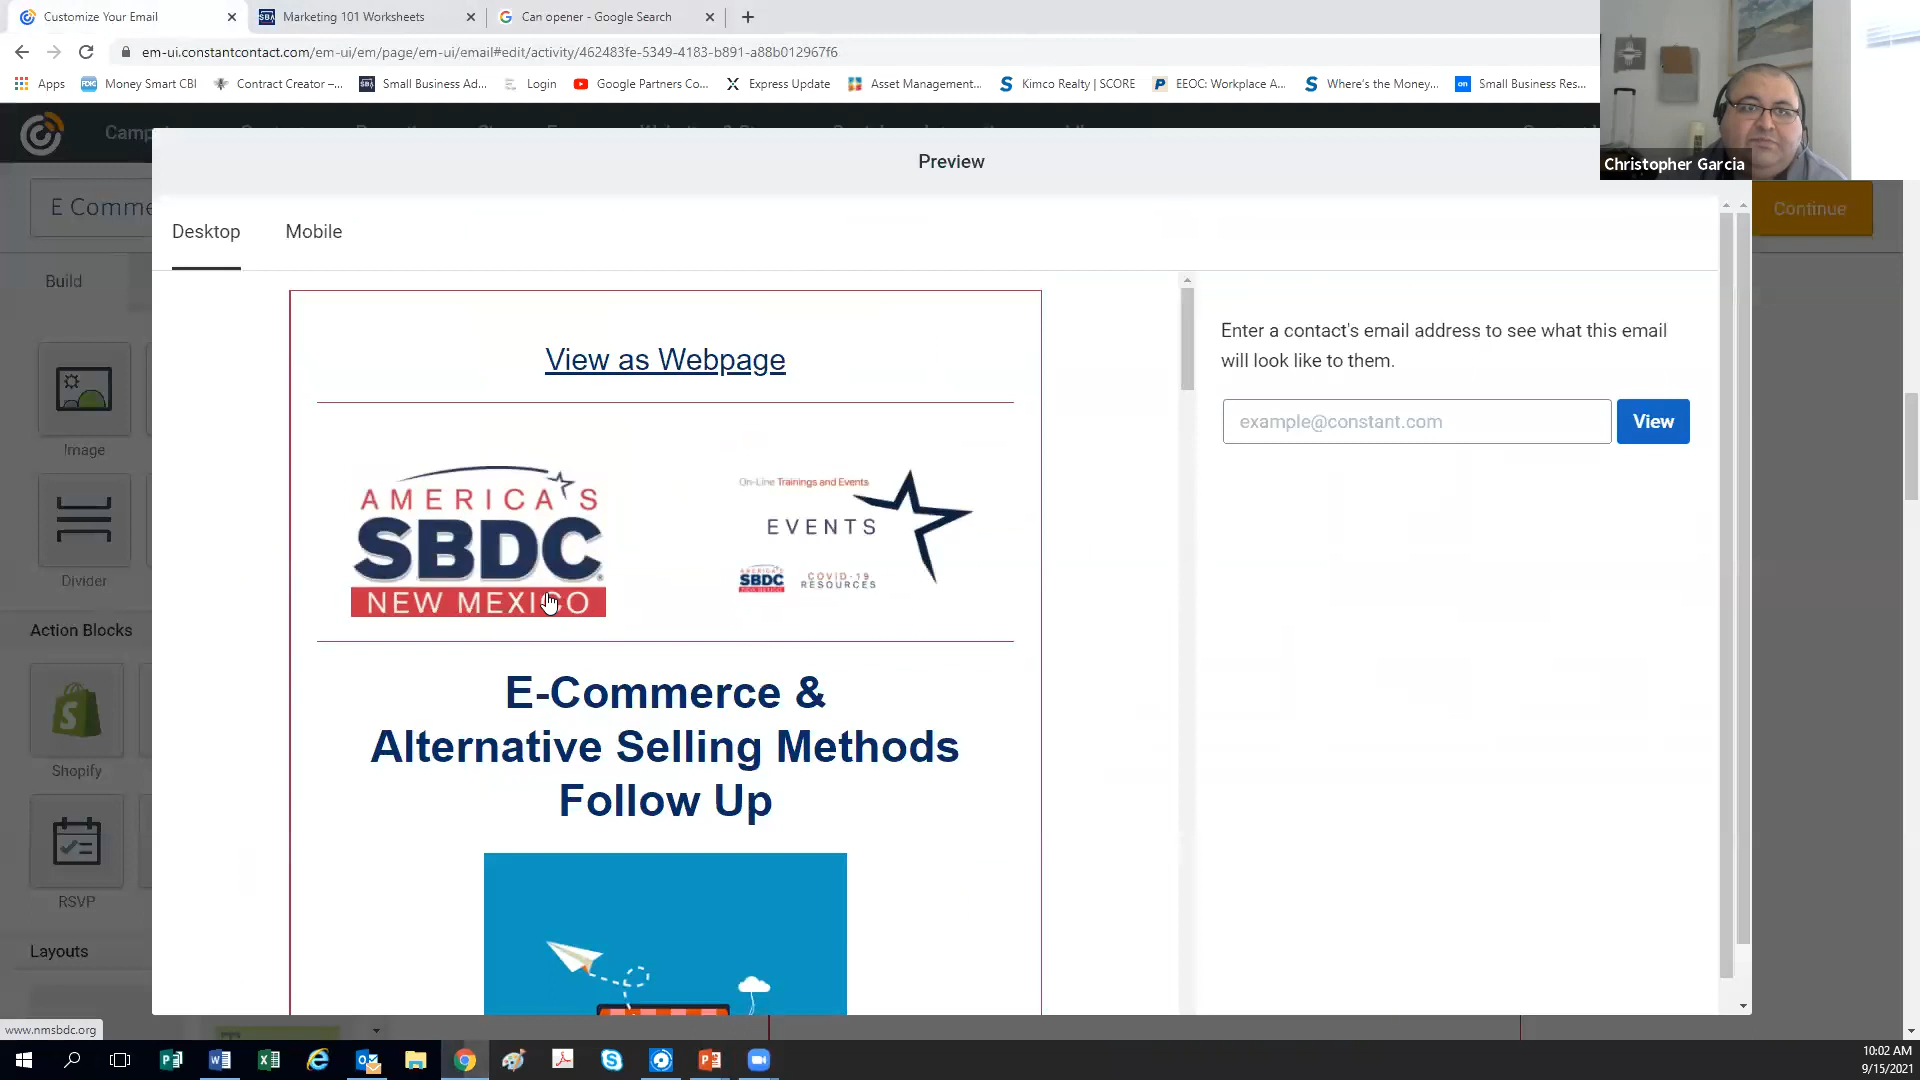 Customize Your Email
Marketing 101 Worksheets
Can opener - Google Search
em-ui.constantcontact.com/em-ui/em/page/em-ui/email#edit/activity/462483fe-5349-4183-b891-a88b012967f6
Apps
Money Smart CBI
Contract Creator –...
Small Business Ad...
Login
Google Partners Co...
Express Update
Asset Management...
Kimco Realty | SCORE
EEOC: Workplace A...
Where's the Money...
Small Business Res...
Christopher Garcia
Preview
E Comme
Continue
Desktop
Mobile
Build
Image
Divider
Action Blocks
Shopify
RSVP
Layouts
View as Webpage
AMERICA'S
SBDC
NEW MEXICO
On-Line Trainings and Events
EVENTS
AMERICA'S
SBDC
COVID-19
RESOURCES
E-Commerce &
Alternative Selling Methods
Follow Up
Enter a contact's email address to see what this email
will look like to them.
example@constant.com
View
www.nmsbdc.org
10:02 AM
9/15/2021